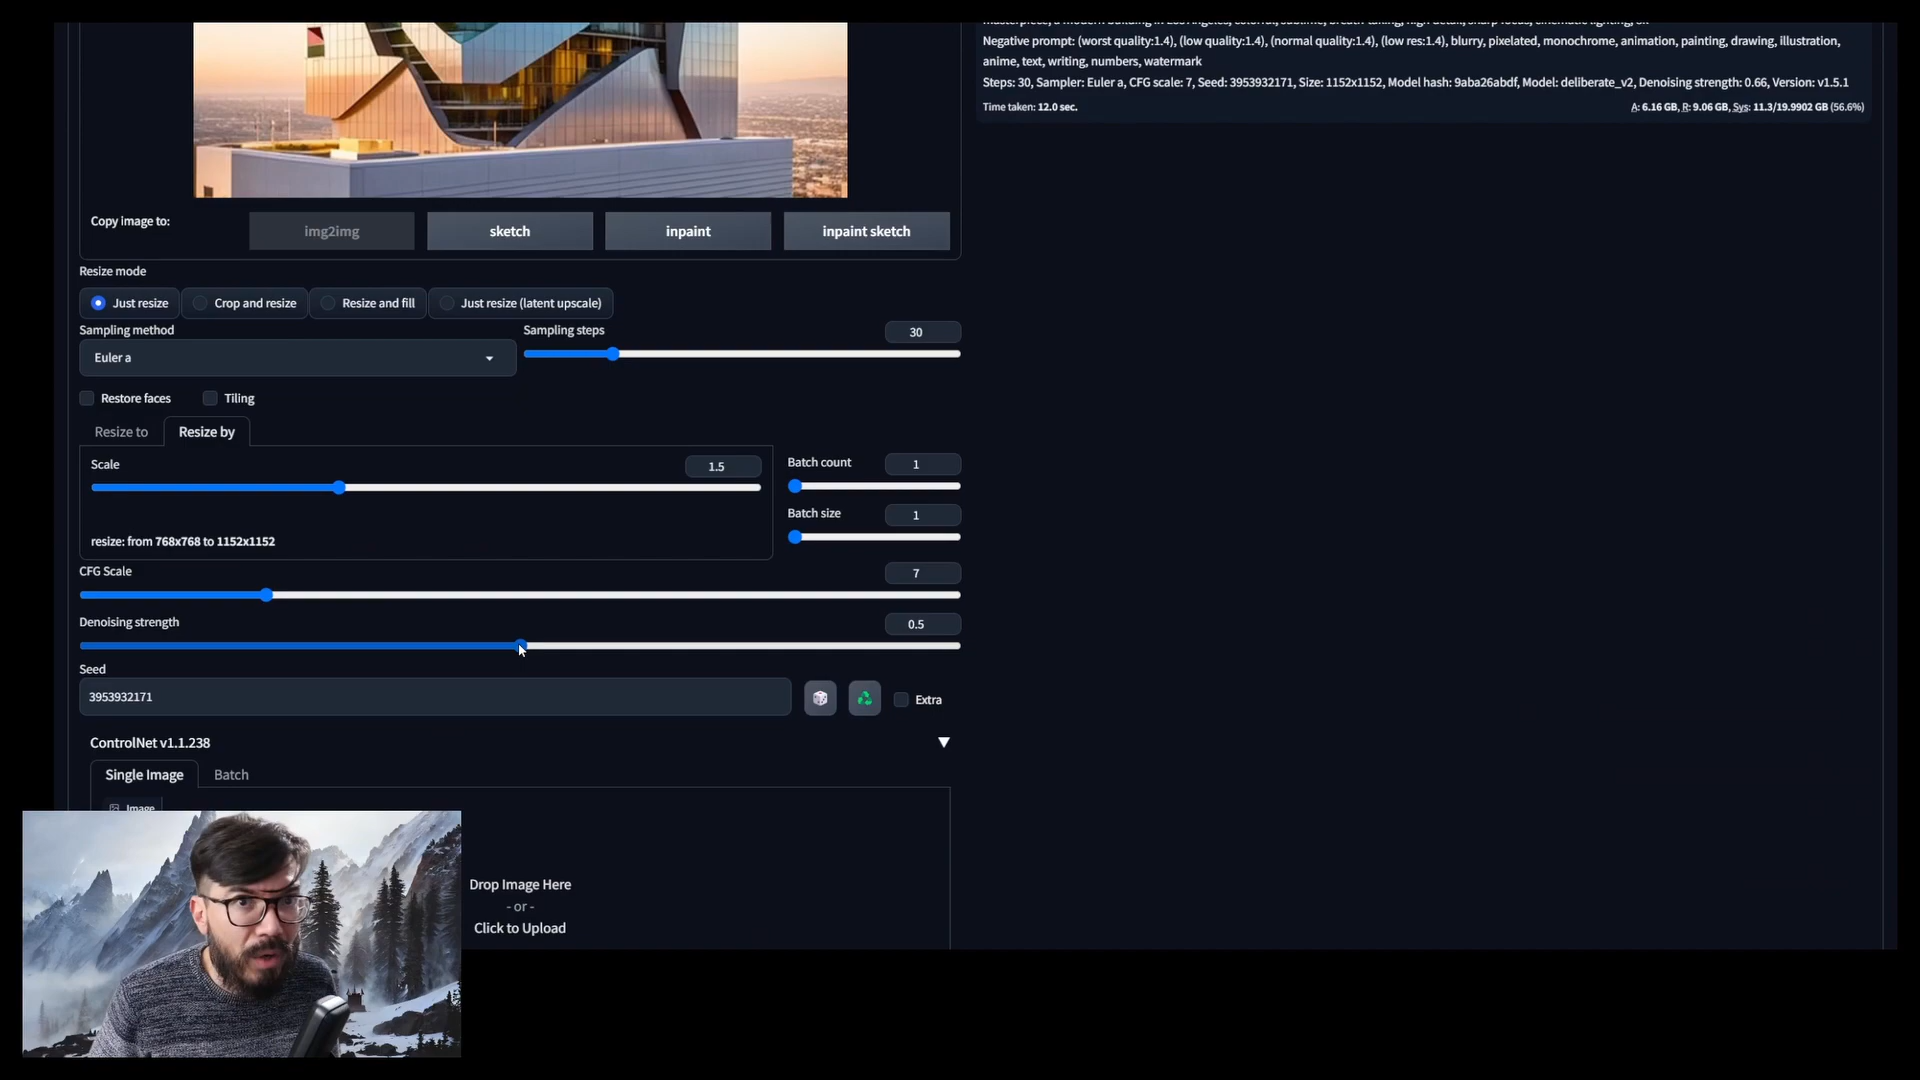 Negative prompt: (worst quality:1.4), (low quality:1.4), (normal quality:1.4), (low res:1.4), blurry, pixelated, monochrome, animation, painting, drawing, illustration,
anime, text, writing, numbers, watermark
Steps: 30, Sampler: Euler a, CFG scale: 7, Seed: 3953932171, Size: 1152x1152, Model hash: 9aba26abdf, Model: deliberate_v2, Denoising strength: 0.66, Version: v1.5.1
Time taken: 12.0 sec.
A: 6.16 GB, R: 9.06 GB, Sys: 11.3/19.9902 GB (56.6%)
Copy image to:
img2img
sketch
inpaint
inpaint sketch
Resize mode
Just resize
Crop and resize
Resize and fill
Just resize (latent upscale)
Sampling method
Sampling steps
30
Euler a
Restore faces
Tiling
Resize to
Resize by
Scale
1.5
Batch count
1
Batch size
1
resize: from 768x768 to 1152x1152
CFG Scale
7
Denoising strength
0.5
Seed
3953932171
Extra
ControlNet v1.1.238
Single Image
Batch
Image
Drop Image Here
- or -
Click to Upload